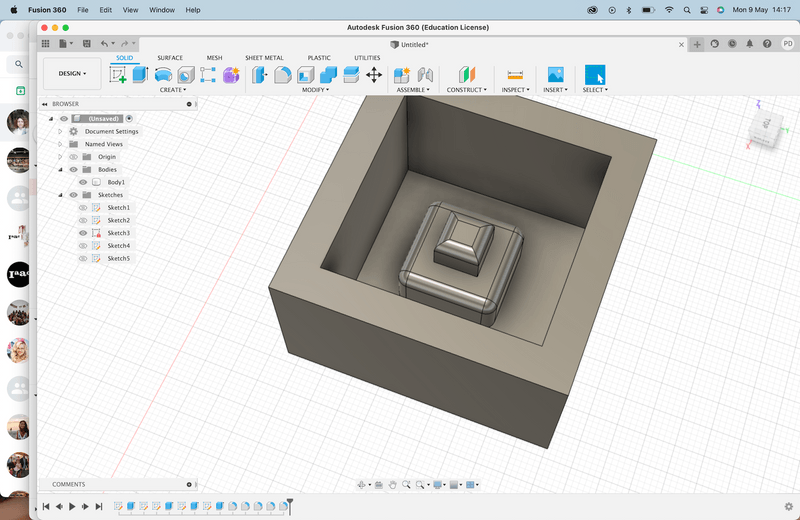 Fusion 360 File Edit View Window Help
Mon 9 May 14:17
Autodesk Fusion 360 (Education License)
Untitled*
PD
SOLID SURFACE MESH SHEET METAL PLASTIC UTILITIES
DESIGN
CREATE MODIFY ASSEMBLE CONSTRUCT INSPECT INSERT SELECT
BROWSER
(Unsaved)
Document Settings
Named Views
Origin
Bodies
Body1
Sketches
Sketch1
Sketch2
Sketch3
Sketch4
Sketch5
Z
Y
X
COMMENTS